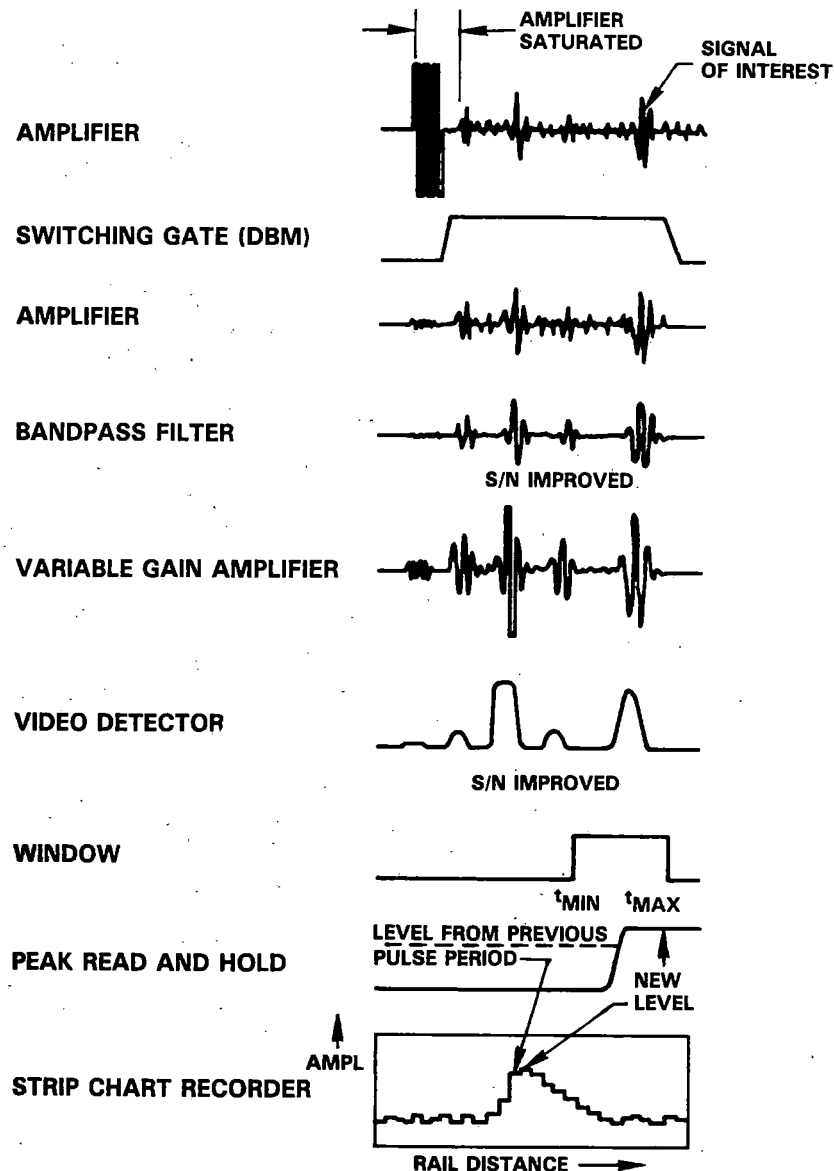 AMPLIFIER
SATURATED
SIGNAL
OF INTEREST
AMPLIFIER
SWITCHING GATE (DBM)
AMPLIFIER
BANDPASS FILTER
S/N IMPROVED
VARIABLE GAIN AMPLIFIER
VIDEO DETECTOR
S/N IMPROVED
WINDOW
tMIN tMAX
LEVEL FROM PREVIOUS
PULSE PERIOD
PEAK READ AND HOLD
NEW
LEVEL
AMPL
STRIP CHART RECORDER
RAIL DISTANCE